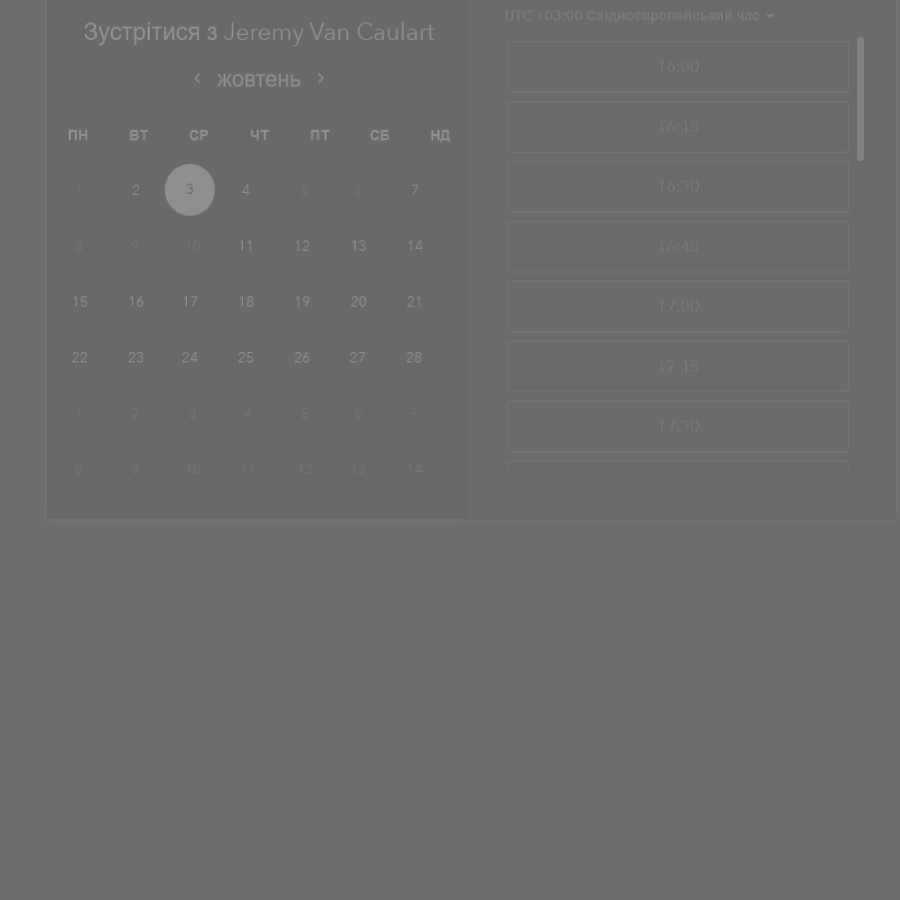 Зустрітися з Jeremy Van Caulart
жовтень
ПН ВТ СР ЧТ ПТ СБ НД
1 2 3 4 5 6 7
8 9 10 11 12 13 14
15 16 17 18 19 20 21
22 23 24 25 26 27 28
1 2 3 4 5 6 7
8 9 10 11 12 13 14
UTC +03:00 Східноєвропейський час
16:00
16:15
16:30
16:45
17:00
17:15
17:30